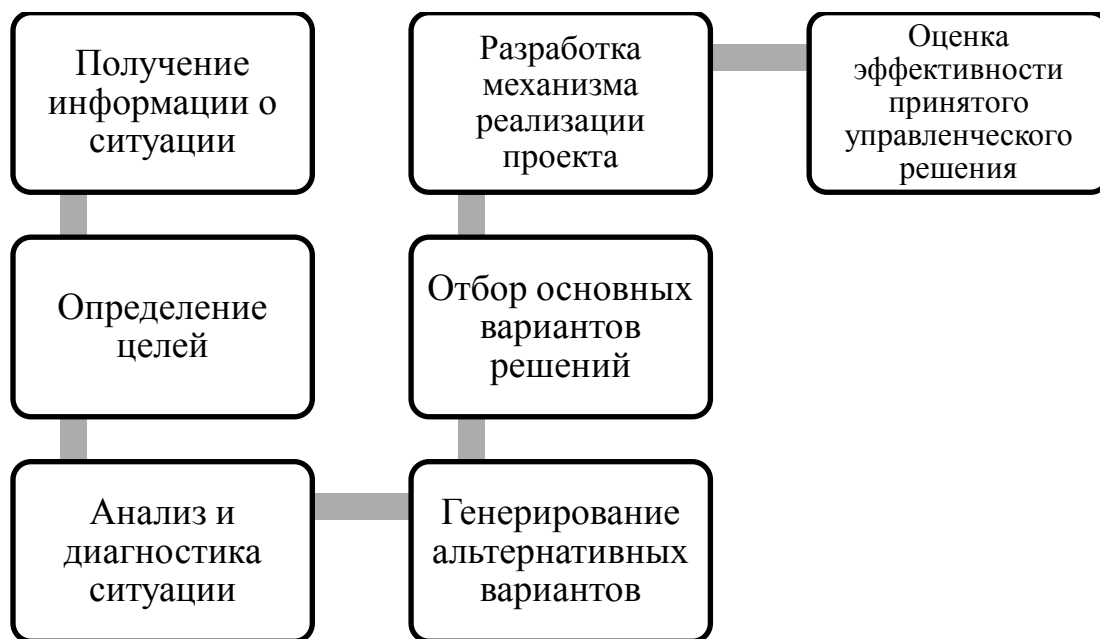 Получение
информации о
ситуации
Определение
целей
Анализ и
диагностика
ситуации
Генерирование
альтернативных
вариантов
Отбор основных
вариантов
решений
Разработка
механизма
реализации
проекта
Оценка
эффективности
принятого
управленческого
решения